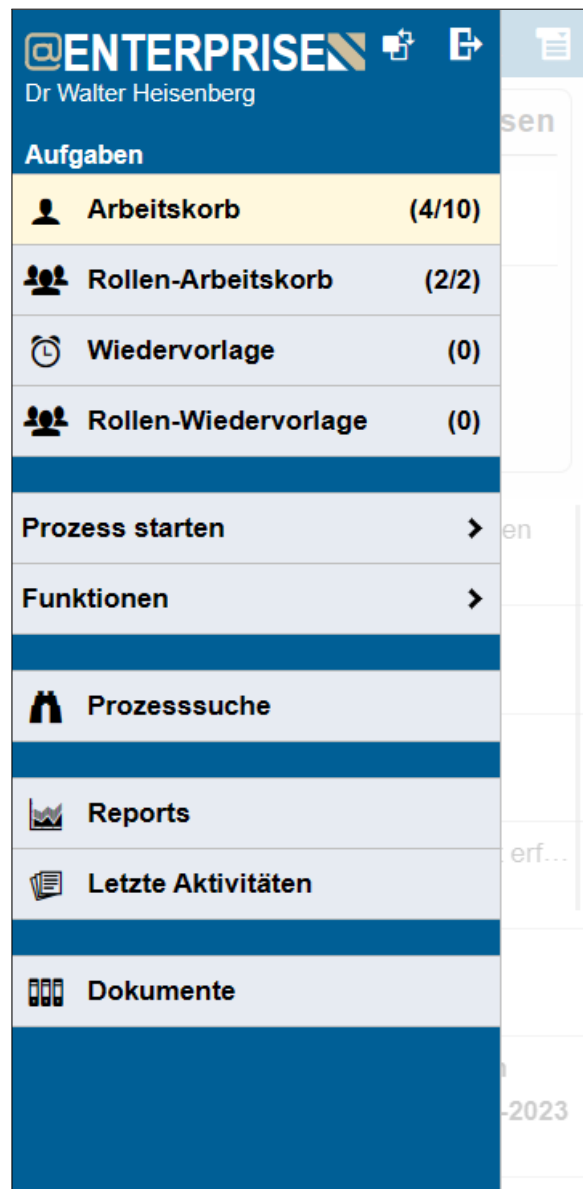 @ENTERPRISE
Dr Walter Heisenberg
sen
Aufgaben
Arbeitskorb (4/10)
Rollen-Arbeitskorb (2/2)
Wiedervorlage (0)
Rollen-Wiedervorlage (0)
Prozess starten
en
Funktionen
Prozesssuche
Reports
erf...
Letzte Aktivitäten
Dokumente
-2023